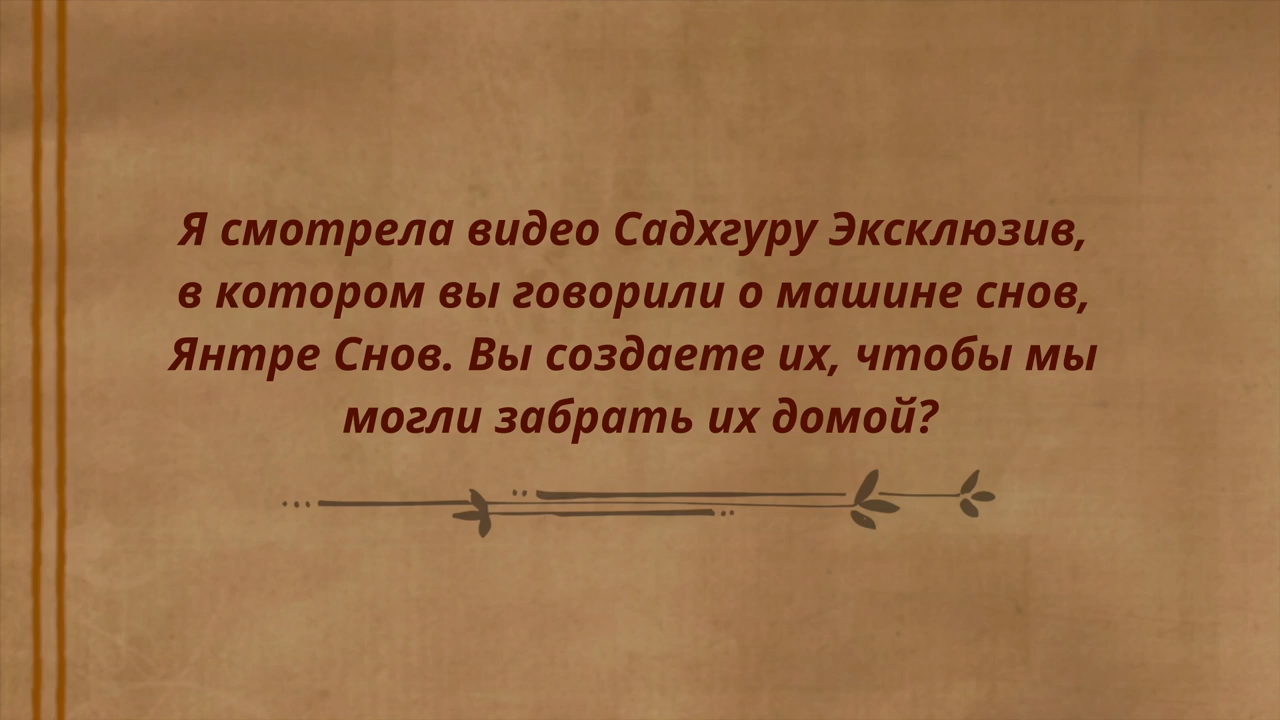 Я смотрела видео Садхгуру Эксклюзив,
в котором вы говорили о машине снов,
Янтре Снов. Вы создаете их, чтобы мы
могли забрать их домой?